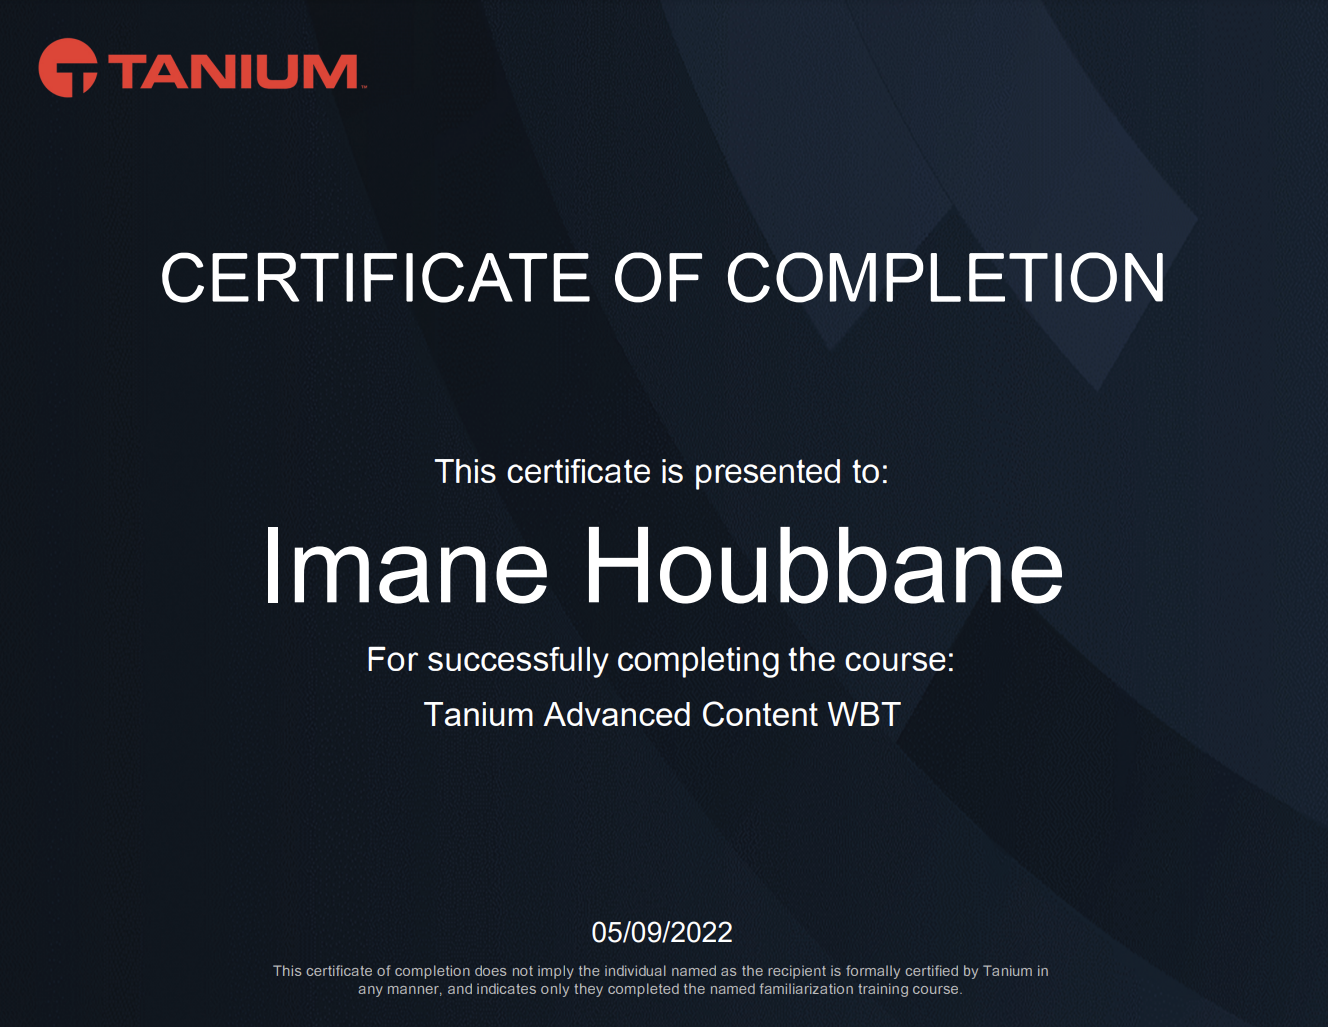 TANIUM™
CERTIFICATE OF COMPLETION
This certificate is presented to:
Imane Houbbane
For successfully completing the course:
Tanium Advanced Content WBT
05/09/2022
This certificate of completion does not imply the individual named as the recipient is formally certified by Tanium in
any manner, and indicates only they completed the named familiarization training course.